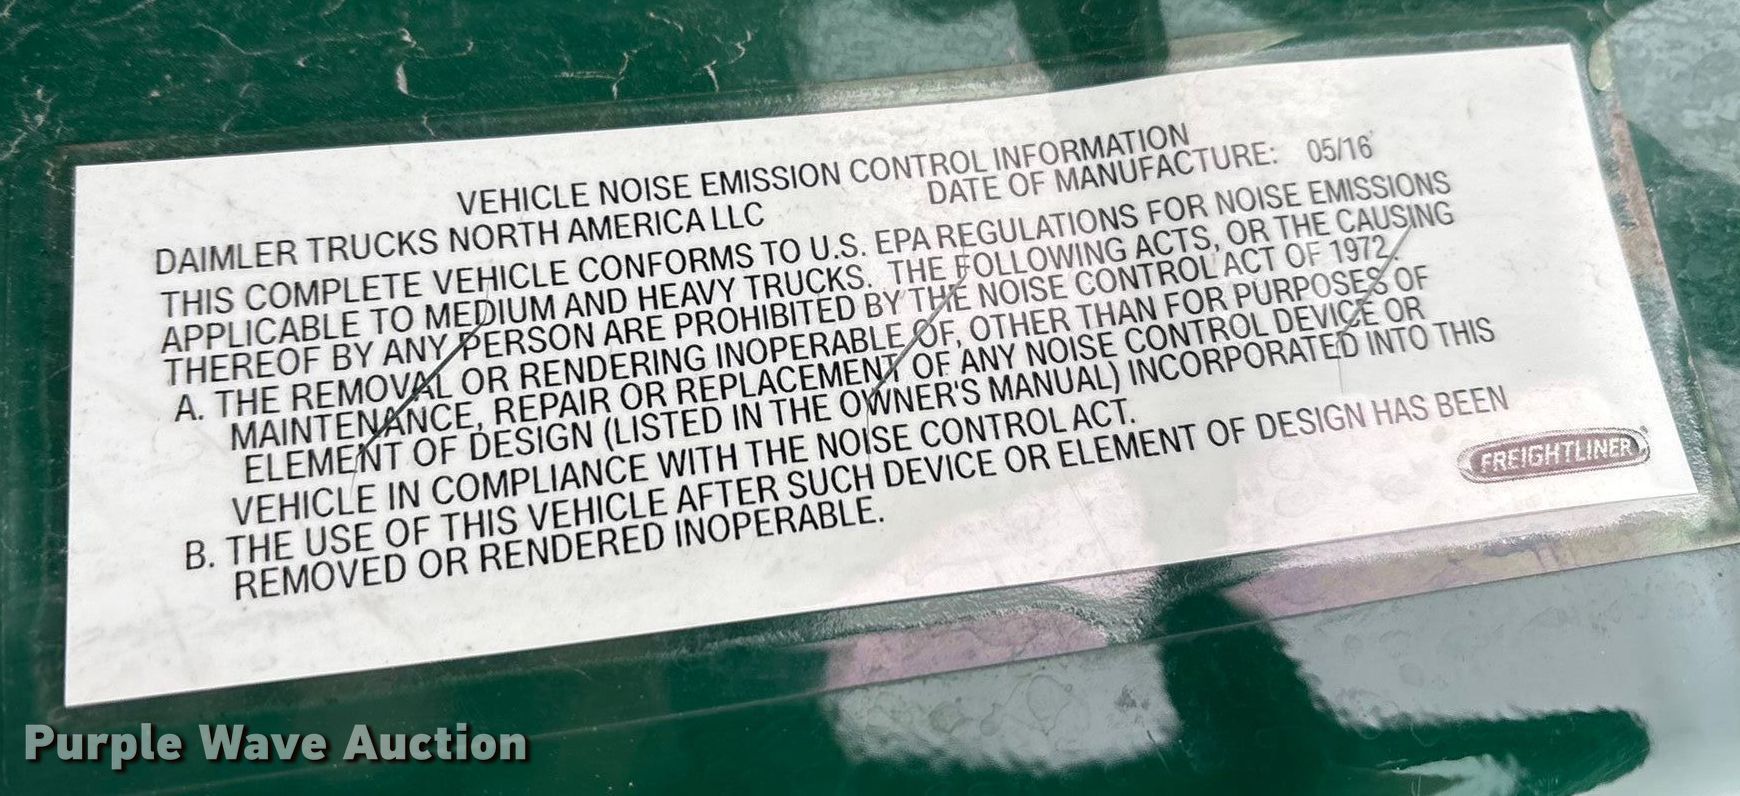 VEHICLE NOISE EMISSION CONTROL INFORMATION
DAIMLER TRUCKS NORTH AMERICA LLC DATE OF MANUFACTURE: 05/16
THIS COMPLETE VEHICLE CONFORMS TO U.S. EPA REGULATIONS FOR NOISE EMISSIONS
APPLICABLE TO MEDIUM AND HEAVY TRUCKS. THE FOLLOWING ACTS, OR THE CAUSING
THEREOF BY ANY PERSON ARE PROHIBITED BY THE NOISE CONTROL ACT OF 1972.
A. THE REMOVAL OR RENDERING INOPERABLE OF, OTHER THAN FOR PURPOSES OF
MAINTENANCE, REPAIR OR REPLACEMENT OF ANY NOISE CONTROL DEVICE OR
ELEMENT OF DESIGN (LISTED IN THE OWNER'S MANUAL) INCORPORATED INTO THIS
VEHICLE IN COMPLIANCE WITH THE NOISE CONTROL ACT.
B. THE USE OF THIS VEHICLE AFTER SUCH DEVICE OR ELEMENT OF DESIGN HAS BEEN
REMOVED OR RENDERED INOPERABLE.
FREIGHTLINER
Purple Wave Auction